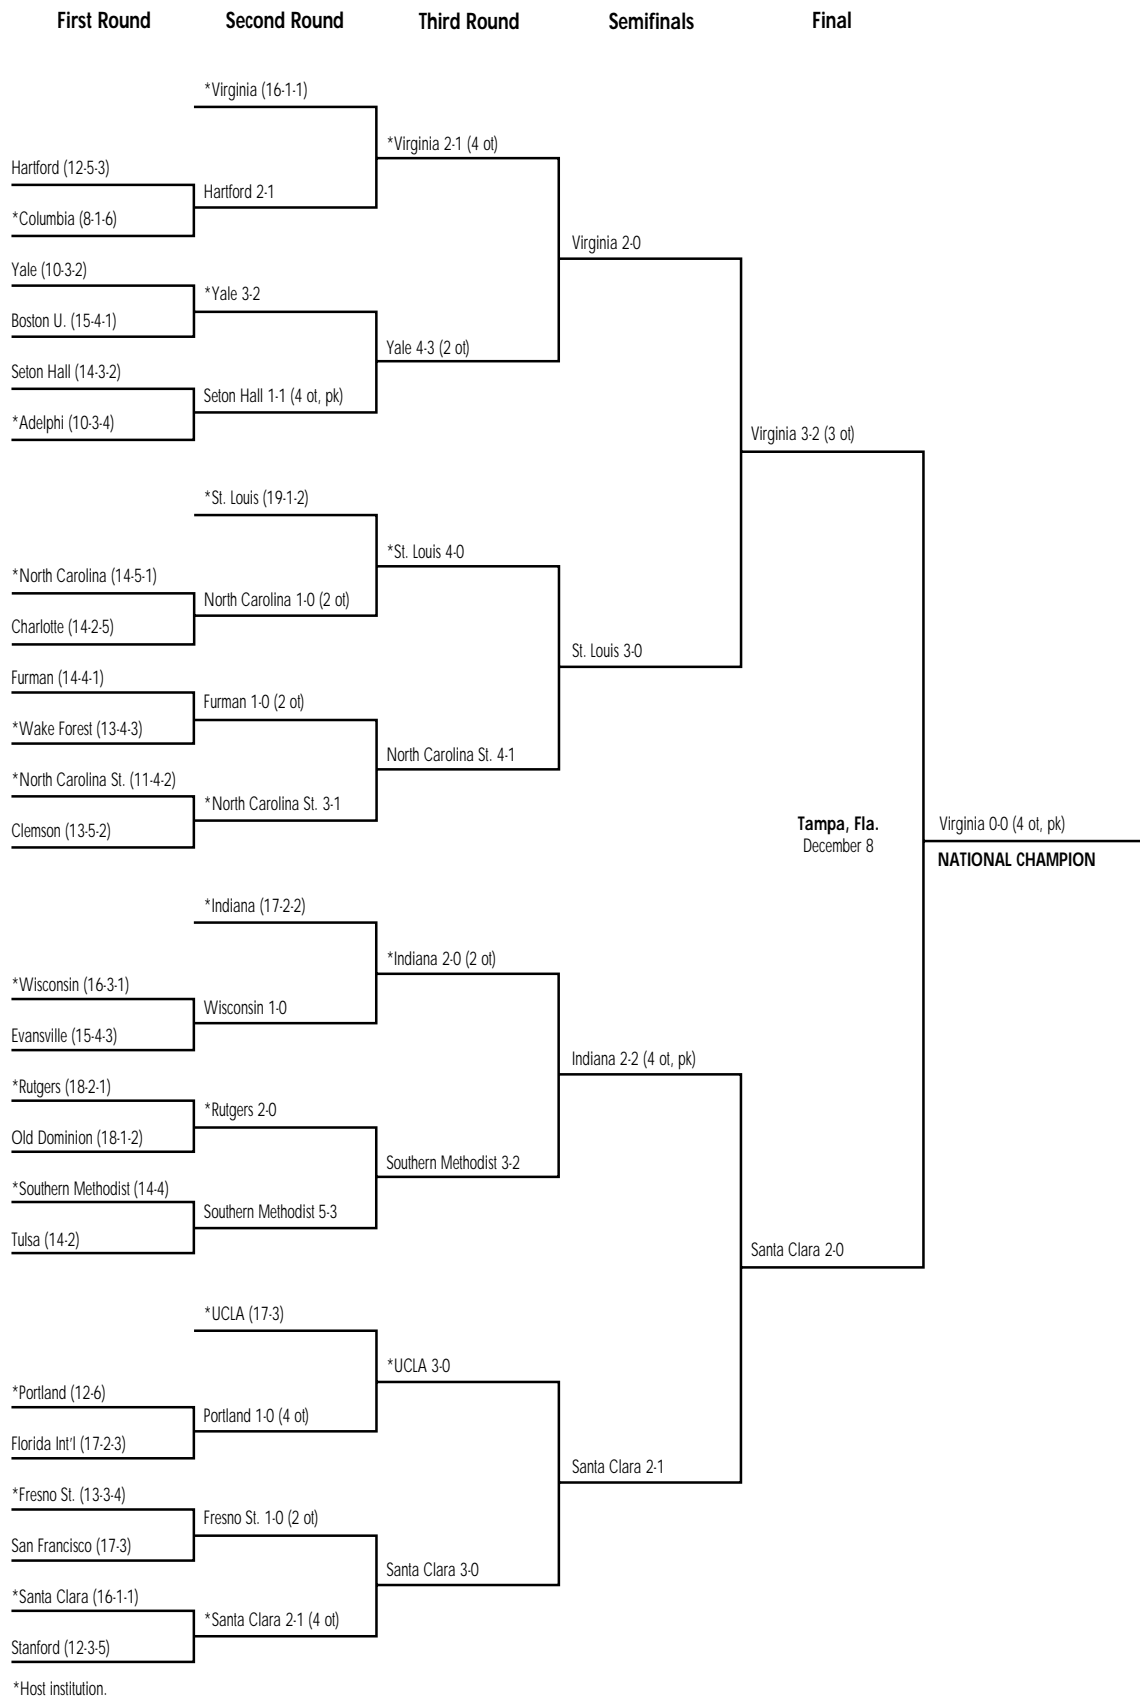 First Round Second Round Third Round Semifinals Final
*Virginia (16-1-1)
*Virginia 2-1 (4 ot)
Hartford (12-5-3)
Hartford 2-1
*Columbia (8-1-6)
Virginia 2-0
Yale (10-3-2)
*Yale 3-2
Boston U. (15-4-1)
Yale 4-3 (2 ot)
Seton Hall (14-3-2)
Seton Hall 1-1 (4 ot, pk)
*Adelphi (10-3-4)
Virginia 3-2 (3 ot)
*St. Louis (19-1-2)
*St. Louis 4-0
*North Carolina (14-5-1)
North Carolina 1-0 (2 ot)
Charlotte (14-2-5)
St. Louis 3-0
Furman (14-4-1)
Furman 1-0 (2 ot)
*Wake Forest (13-4-3)
North Carolina St. 4-1
*North Carolina St. (11-4-2)
*North Carolina St. 3-1
Clemson (13-5-2)
Tampa, Fla.
December 8
Virginia 0-0 (4 ot, pk)
NATIONAL CHAMPION
*Indiana (17-2-2)
*Indiana 2-0 (2 ot)
*Wisconsin (16-3-1)
Wisconsin 1-0
Evansville (15-4-3)
Indiana 2-2 (4 ot, pk)
*Rutgers (18-2-1)
*Rutgers 2-0
Old Dominion (18-1-2)
Southern Methodist 3-2
*Southern Methodist (14-4)
Southern Methodist 5-3
Tulsa (14-2)
Santa Clara 2-0
*UCLA (17-3)
*UCLA 3-0
*Portland (12-6)
Portland 1-0 (4 ot)
Florida Int'l (17-2-3)
Santa Clara 2-1
*Fresno St. (13-3-4)
Fresno St. 1-0 (2 ot)
San Francisco (17-3)
Santa Clara 3-0
*Santa Clara (16-1-1)
*Santa Clara 2-1 (4 ot)
Stanford (12-3-5)
*Host institution.